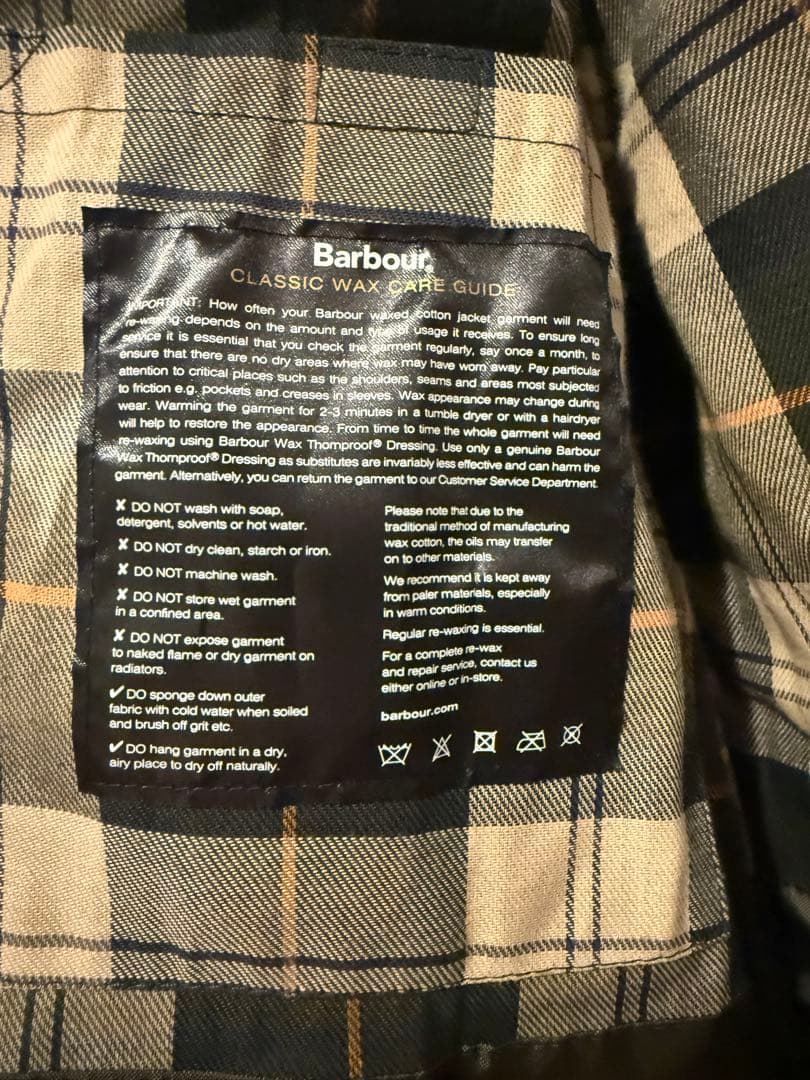 Barbour.
CLASSIC WAX CARE GUIDE
IMPORTANT: How often your Barbour waxed cotton jacket garment will need
re-waxing depends on the amount and type of usage it receives. To ensure long
service it is essential that you check the garment regularly, say once a month, to
ensure that there are no dry areas where wax may have worn away. Pay particular
attention to critical places such as the shoulders, seams and areas most subjected
to friction e.g. pockets and creases in sleeves. Wax appearance may change during
wear. Warming the garment for 2-3 minutes in a tumble dryer or with a hairdryer
will help to restore the appearance. From time to time the whole garment will need
re-waxing using Barbour Wax Thornproof® Dressing. Use only a genuine Barbour
Wax Thornproof® Dressing as substitutes are invariably less effective and can harm the
garment. Alternatively, you can return the garment to our Customer Service Department.
✘ DO NOT wash with soap,
detergent, solvents or hot water.
✘ DO NOT dry clean, starch or iron.
✘ DO NOT machine wash.
✘ DO NOT store wet garment
in a confined area.
✘ DO NOT expose garment
to naked flame or dry garment on
radiators.
✔ DO sponge down outer
fabric with cold water when soiled
and brush off grit etc.
✔ DO hang garment in a dry,
airy place to dry off naturally.
Please note that due to the
traditional method of manufacturing
wax cotton, the oils may transfer
on to other materials.
We recommend it is kept away
from paler materials, especially
in warm conditions.
Regular re-waxing is essential.
For a complete re-wax
and repair service, contact us
either online or in-store.
barbour.com